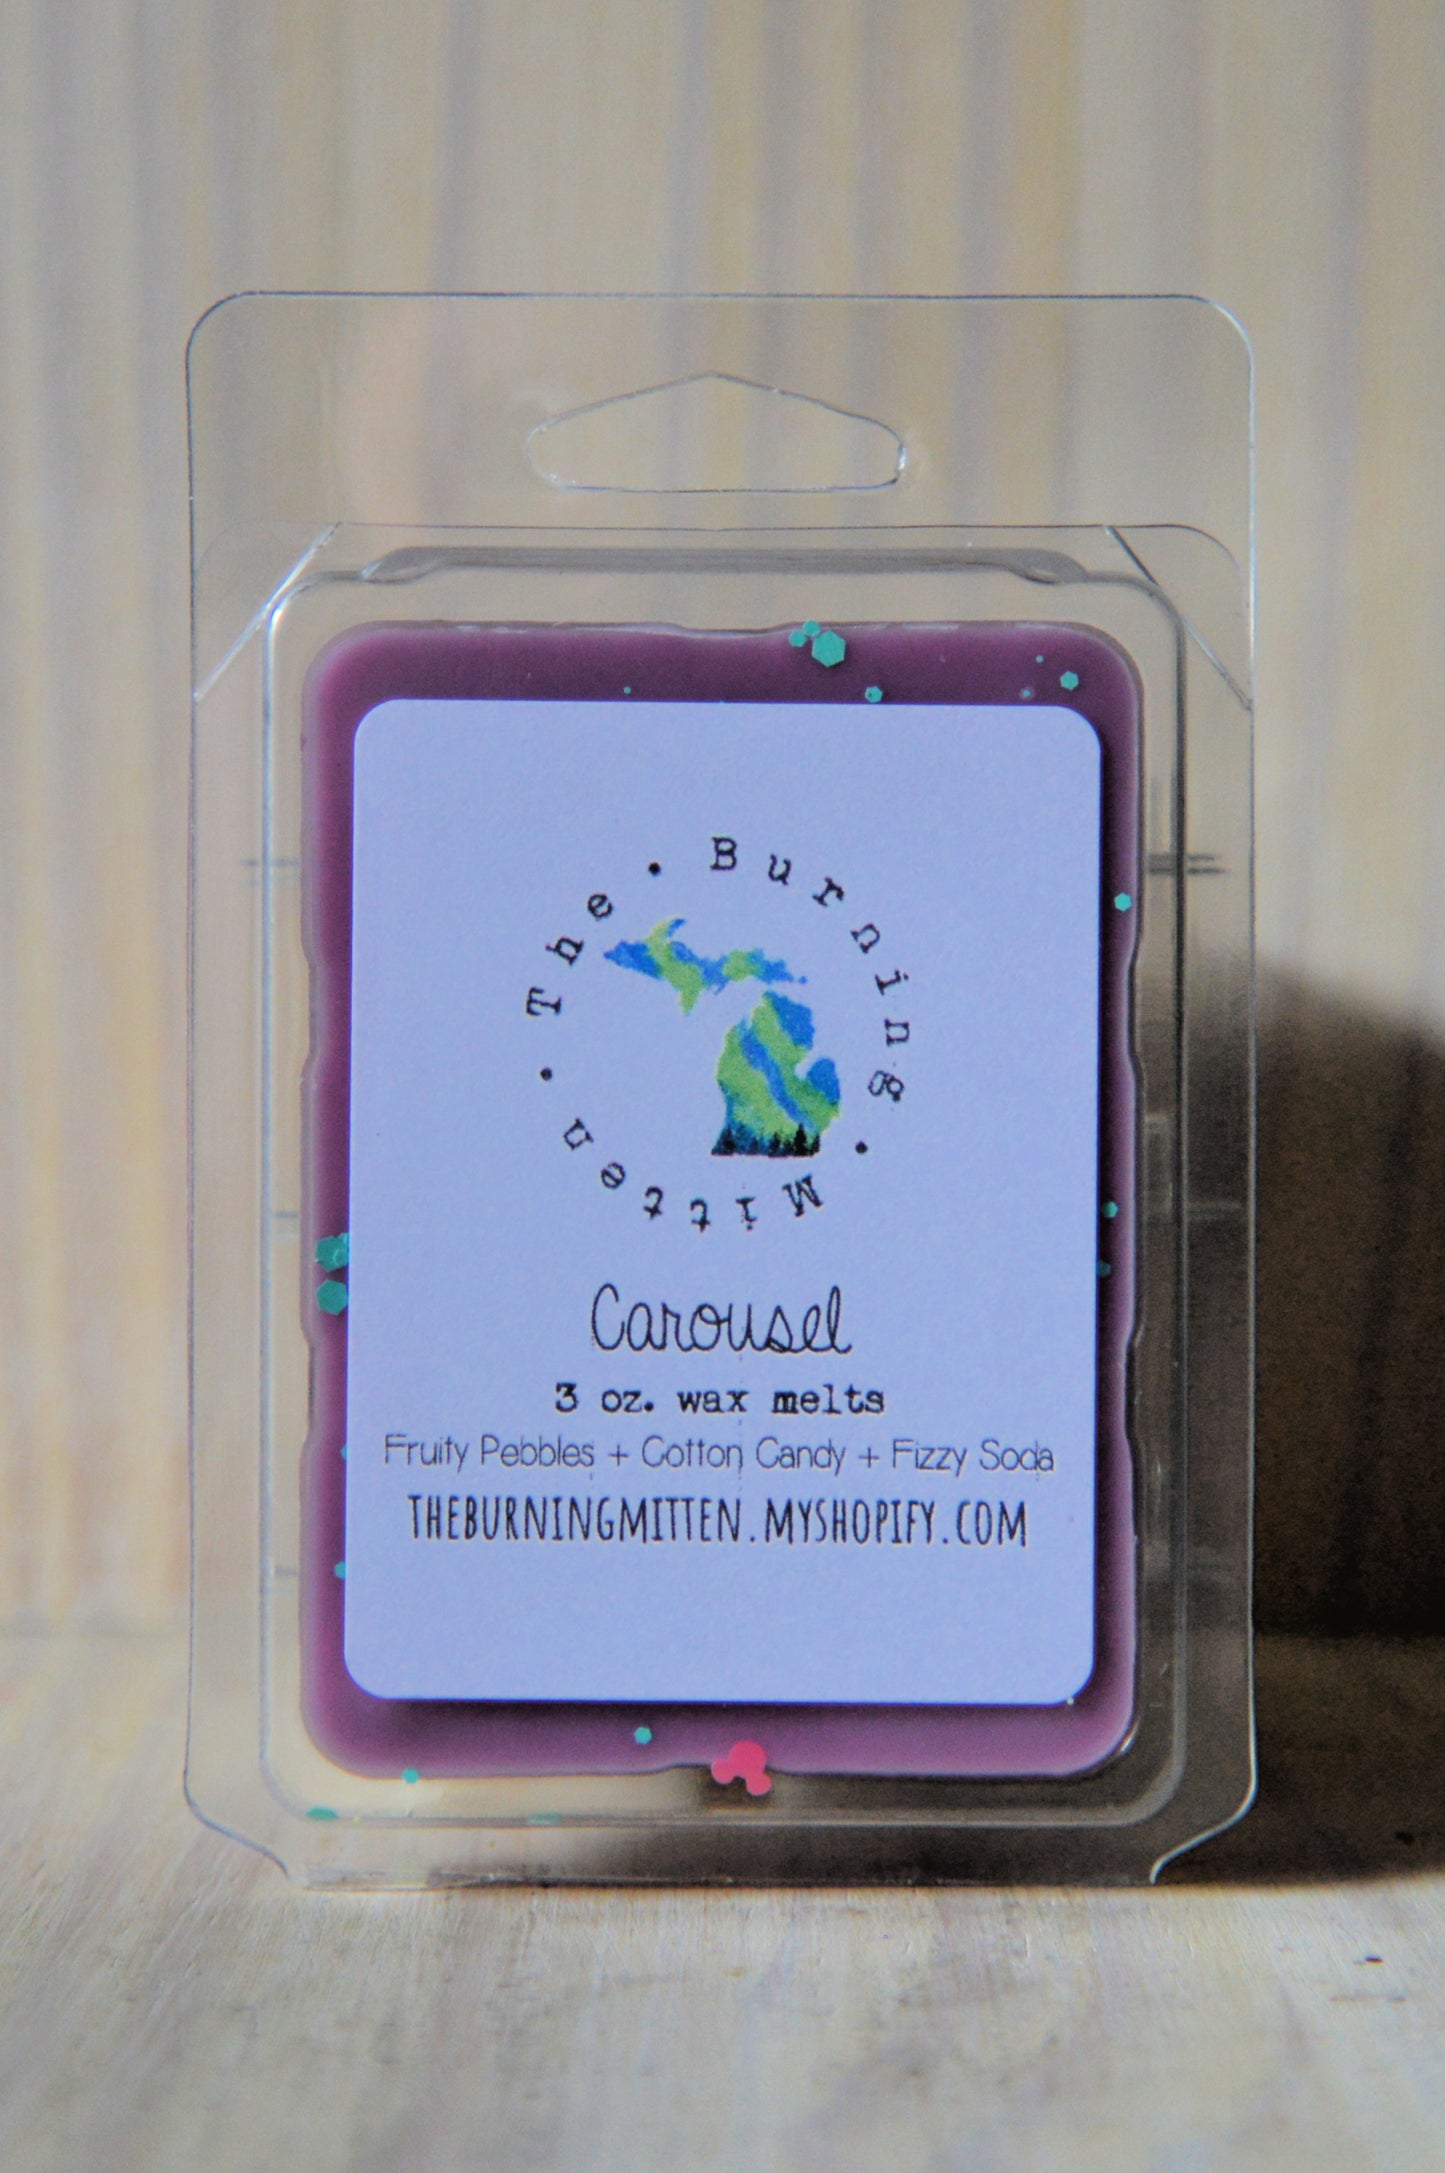 The • Burning • Mitten •
Carousel
3 oz. wax melts
Fruity Pebbles + Cotton Candy + Fizzy Soda
THEBURNINGMITTEN.MYSHOPIFY.COM